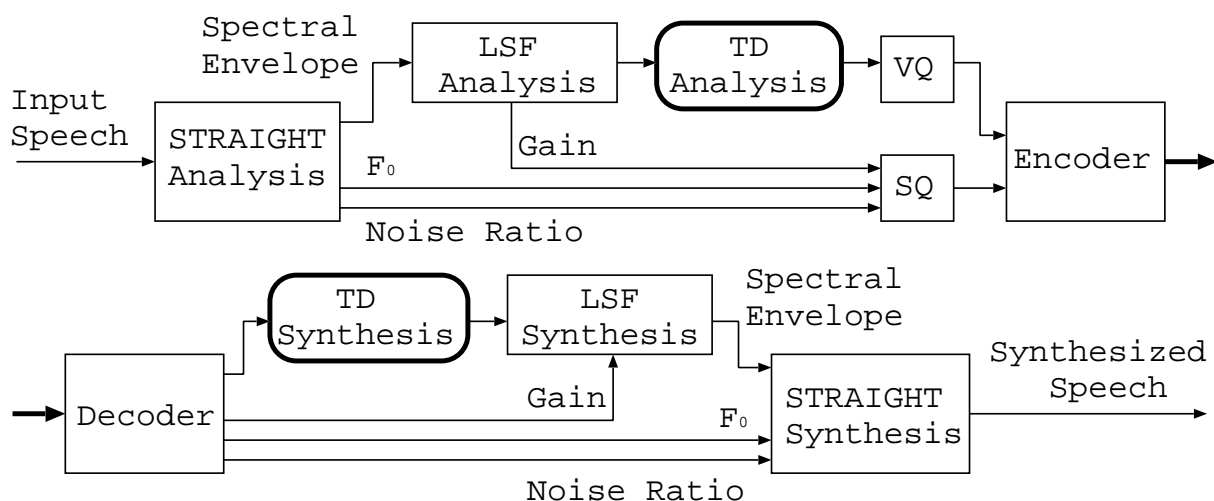 Spectral
Envelope
LSF
Analysis
TD
Analysis
VQ
Input
Speech
STRAIGHT
Analysis
Gain
F₀
SQ
Encoder
Noise Ratio
TD
Synthesis
LSF
Synthesis
Spectral
Envelope
Decoder
Gain
F₀
STRAIGHT
Synthesis
Synthesized
Speech
Noise Ratio